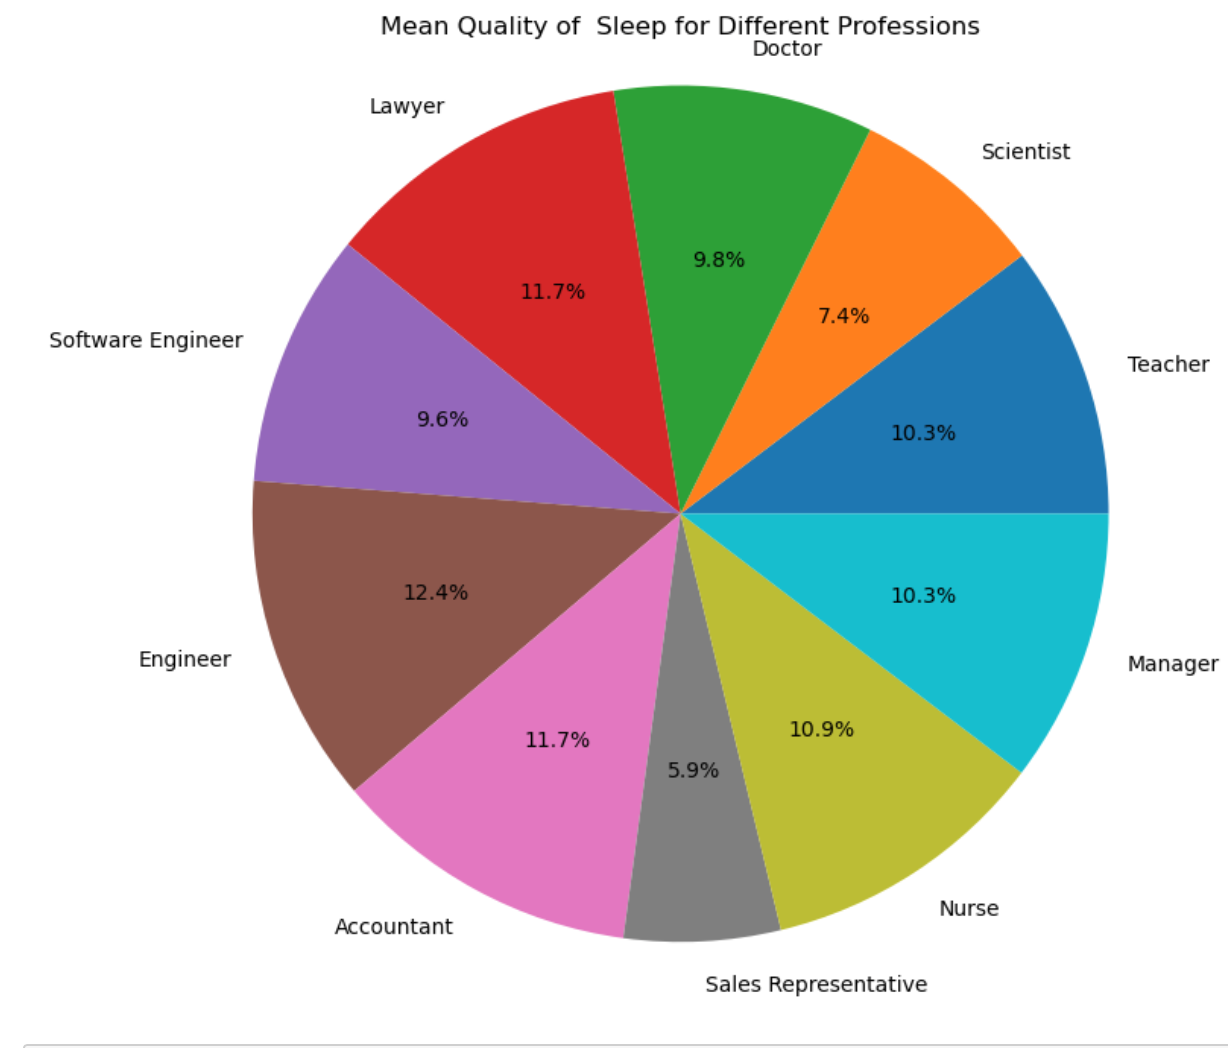 Mean Quality of  Sleep for Different Professions
Doctor
Lawyer
Scientist
9.8%
11.7%
7.4%
Software Engineer
Teacher
9.6%
10.3%
12.4%
10.3%
Engineer
Manager
10.9%
11.7%
5.9%
Nurse
Accountant
Sales Representative